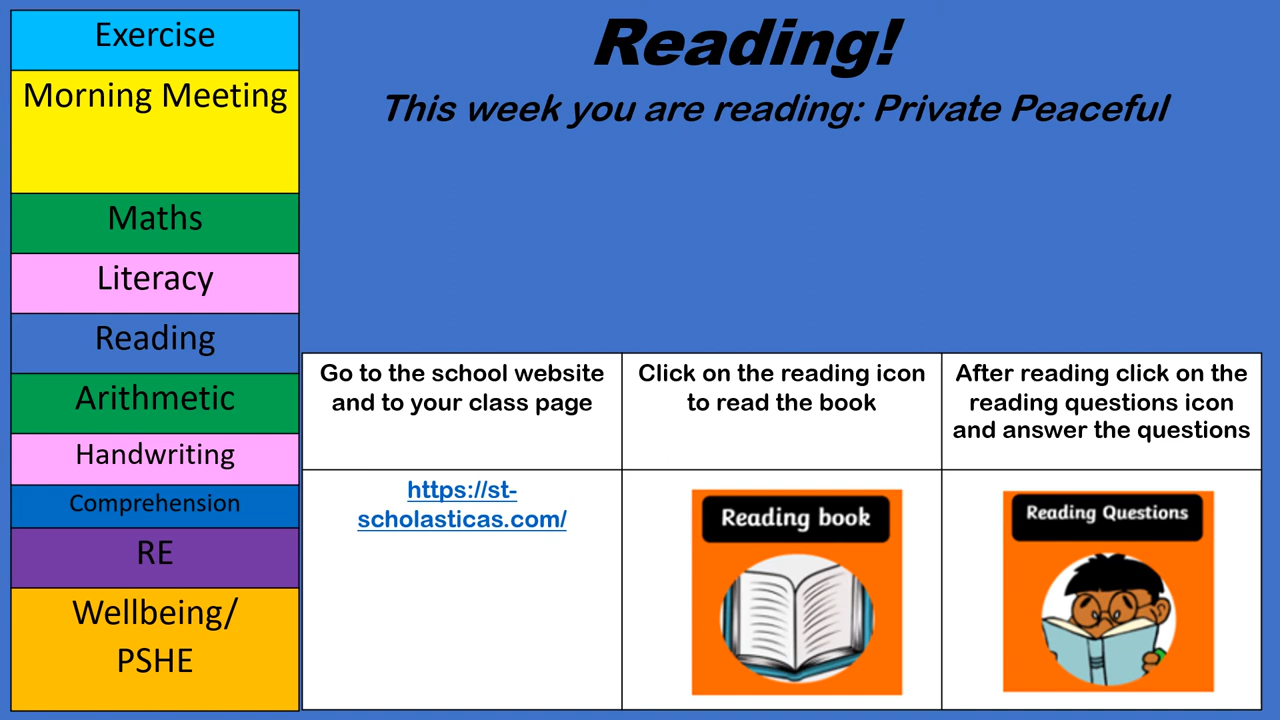 Exercise
Morning Meeting
Maths
Literacy
Reading
Arithmetic
Handwriting
Comprehension
RE
Wellbeing/
PSHE
Reading!
This week you are reading: Private Peaceful
Go to the school website
and to your class page
Click on the reading icon
to read the book
After reading click on the
reading questions icon
and answer the questions
https://st-
scholasticas.com/
Reading book
Reading Questions